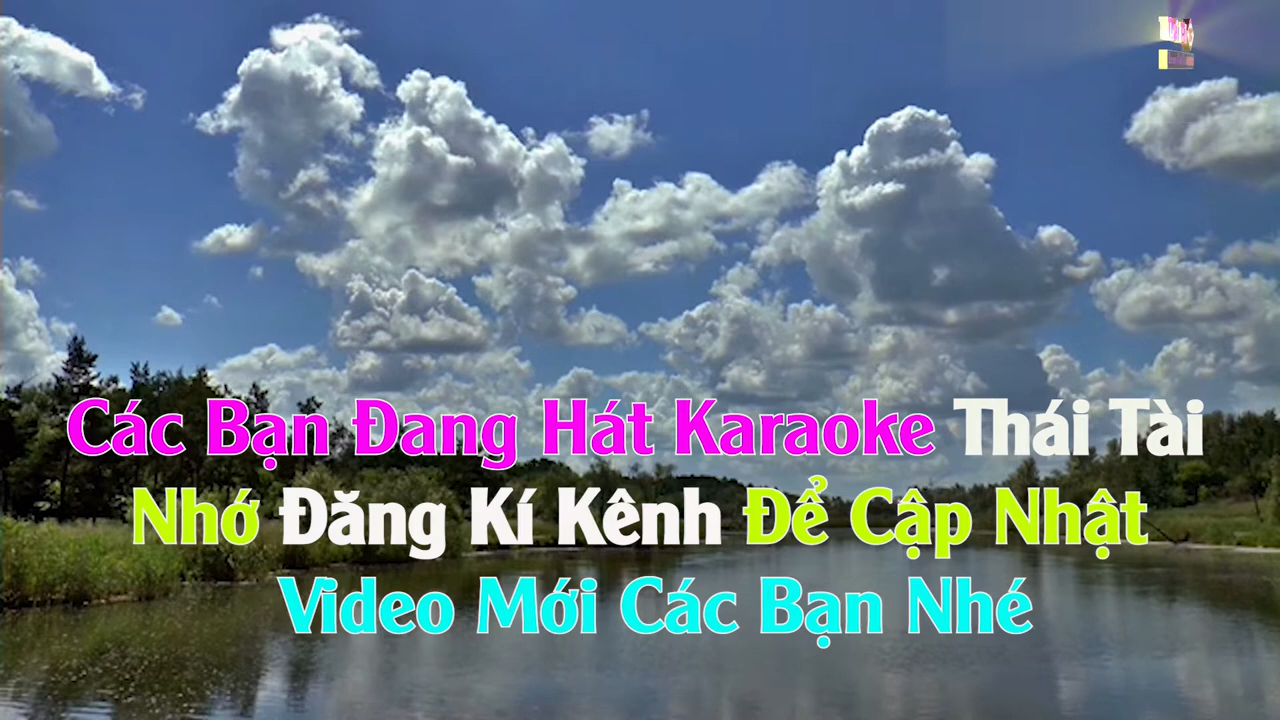 Các Bạn Đang Hát Karaoke Thái Tài
Nhớ Đăng Kí Kênh Để Cập Nhật
Video Mới Các Bạn Nhé